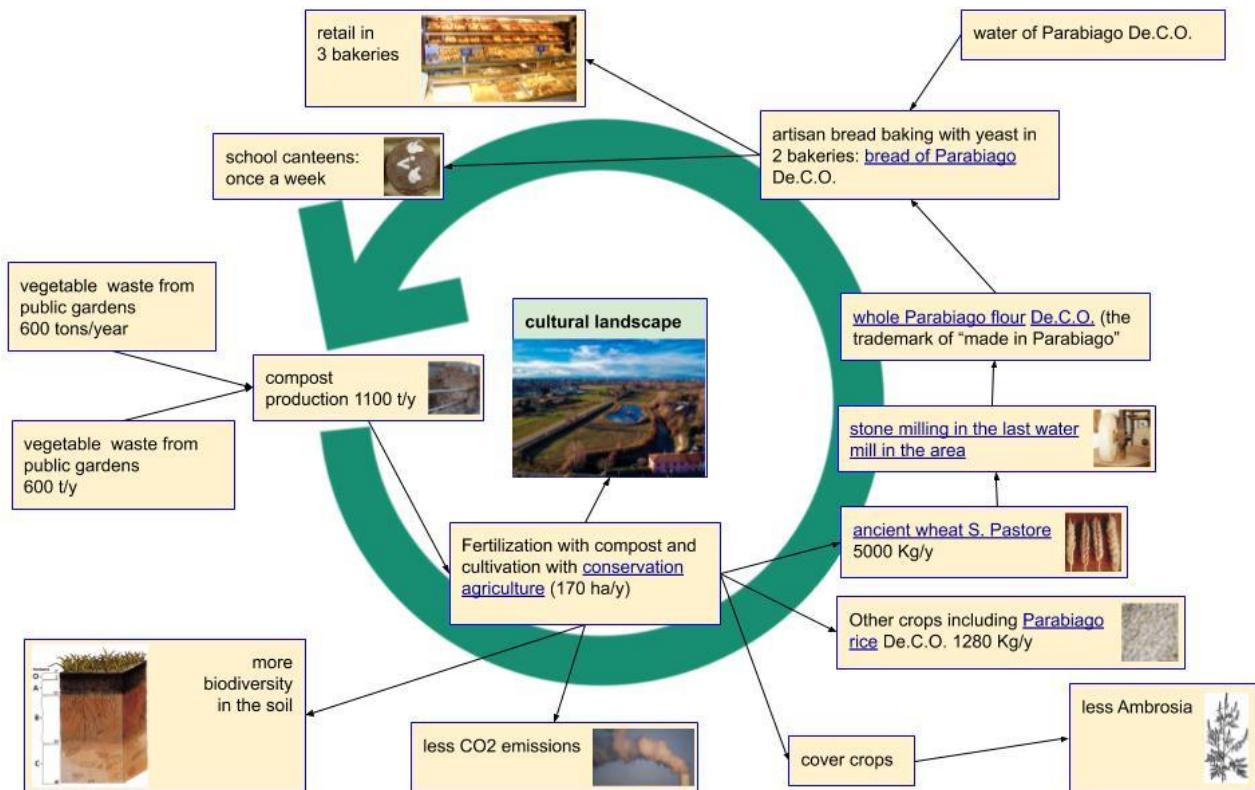 retail in
3 bakeries
water of Parabiago De.C.O.
artisan bread baking with yeast in
2 bakeries: bread of Parabiago
De.C.O.
school canteens:
once a week
vegetable  waste from
public gardens
600 tons/year
whole Parabiago flour De.C.O. (the
trademark of “made in Parabiago”
cultural landscape
compost
production 1100 t/y
stone milling in the last water
mill in the area
vegetable  waste from
public gardens
600 t/y
ancient wheat S. Pastore
5000 Kg/y
Fertilization with compost and
cultivation with conservation
agriculture (170 ha/y)
Other crops including Parabiago
rice De.C.O. 1280 Kg/y
more
biodiversity
in the soil
O
A
B
C
less CO2 emissions
cover crops
less Ambrosia